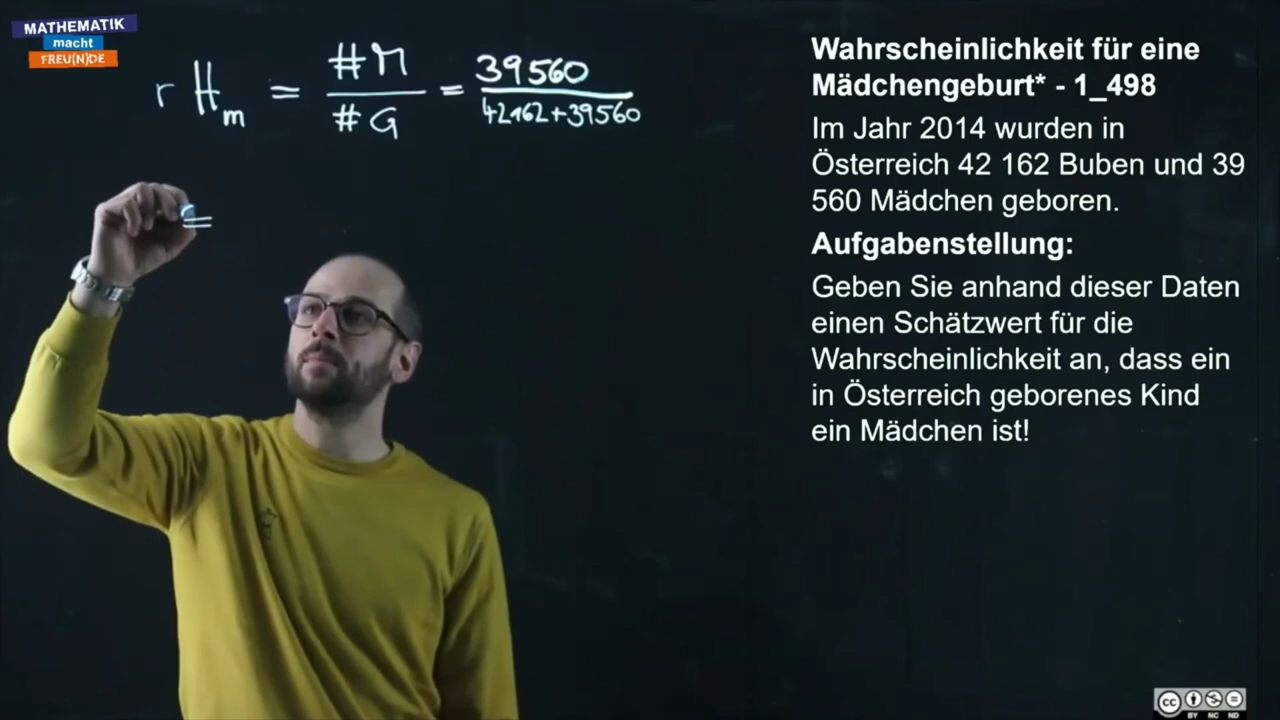 MATHEMATIK
macht
FREU(N)DE
r H_m = #M / #G = 39560 / 42162+39560
=
Wahrscheinlichkeit für eine
Mädchengeburt* - 1_498
Im Jahr 2014 wurden in
Österreich 42 162 Buben und 39
560 Mädchen geboren.
Aufgabenstellung:
Geben Sie anhand dieser Daten
einen Schätzwert für die
Wahrscheinlichkeit an, dass ein
in Österreich geborenes Kind
ein Mädchen ist!
cc
BY NC ND